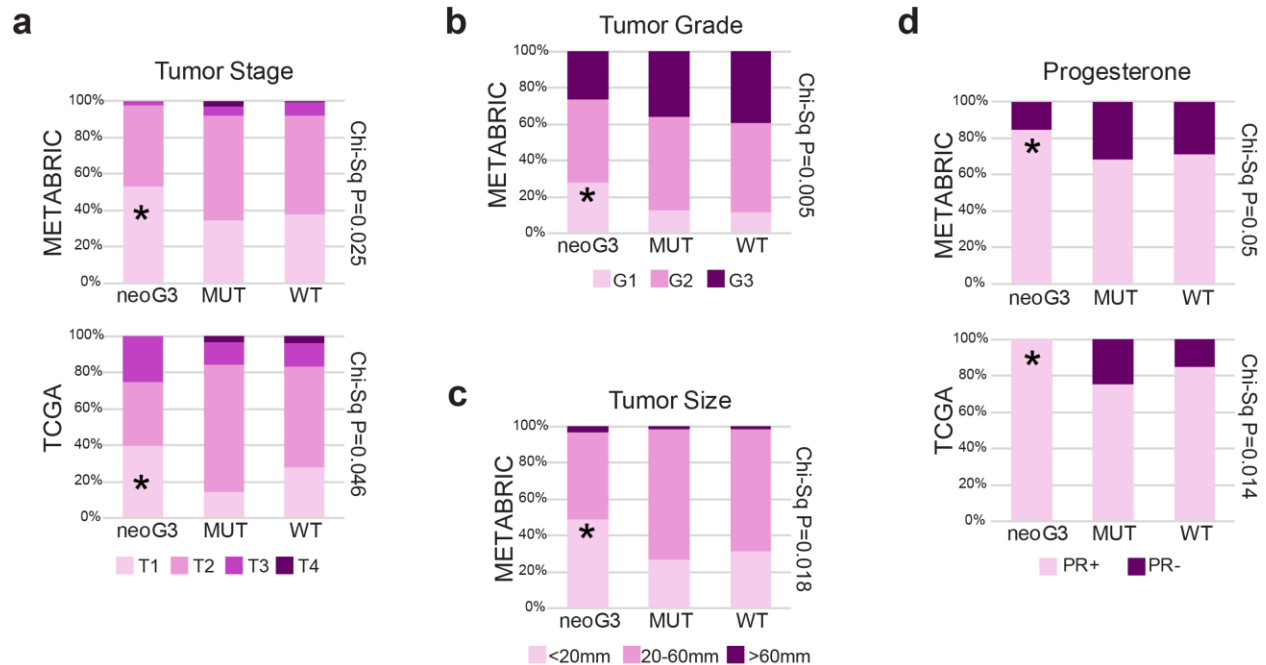 a
Tumor Stage
100%
80%
60%
40%
20%
0%
METABRIC
*
neoG3 MUT WT
Chi-Sq P=0.025
100%
80%
60%
40%
20%
0%
TCGA
*
neoG3 MUT WT
Chi-Sq P=0.046
T1 T2 T3 T4
b
Tumor Grade
100%
80%
60%
40%
20%
0%
METABRIC
*
neoG3 MUT WT
Chi-Sq P=0.005
G1 G2 G3
c
Tumor Size
100%
80%
60%
40%
20%
0%
METABRIC
*
neoG3 MUT WT
Chi-Sq P=0.018
<20mm 20-60mm >60mm
d
Progesterone
100%
80%
60%
40%
20%
0%
METABRIC
*
neoG3 MUT WT
Chi-Sq P=0.05
100%
80%
60%
40%
20%
0%
TCGA
*
neoG3 MUT WT
Chi-Sq P=0.014
PR+ PR-